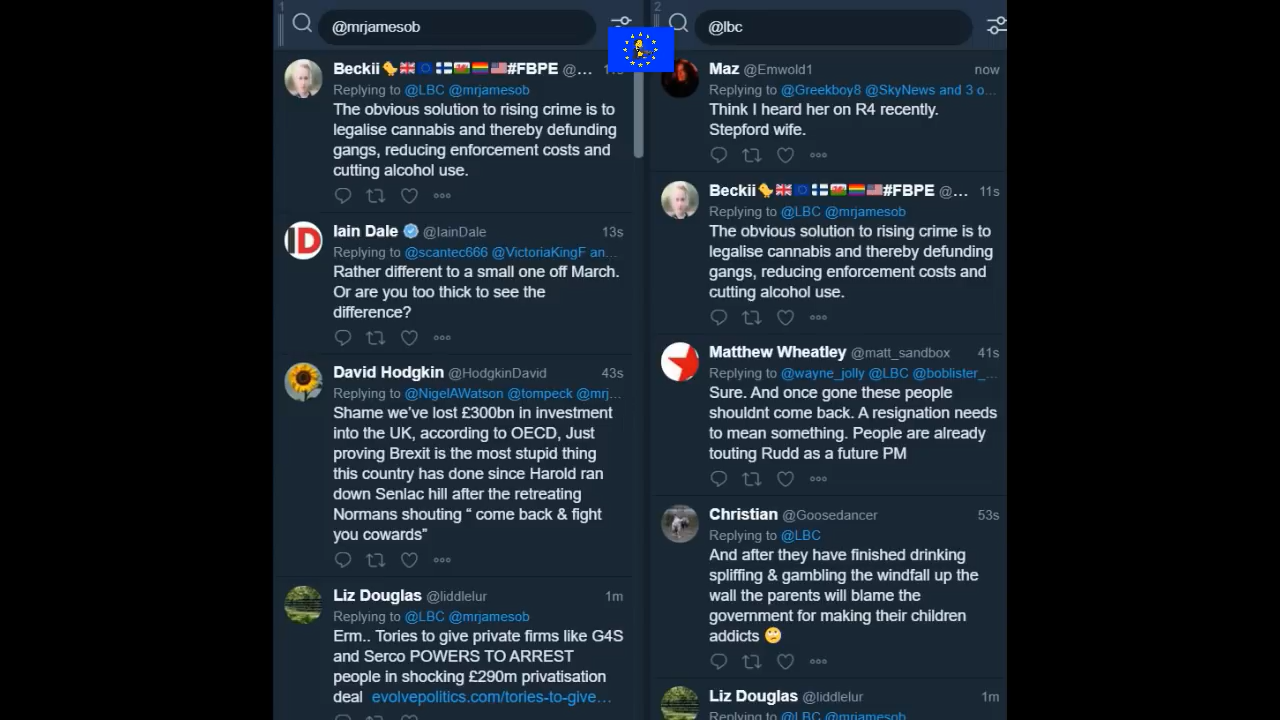 1
@mrjamesob
Beckii🐤🇬🇧🇪🇺🇫🇮🏴󠁧󠁢󠁷󠁬󠁳󠁿🏳️‍🌈🇺🇸#FBPE @…
Replying to @LBC @mrjamesob
The obvious solution to rising crime is to
legalise cannabis and thereby defunding
gangs, reducing enforcement costs and
cutting alcohol use.
Iain Dale @IainDale 13s
Replying to @scantec666 @VictoriaKingF an…
Rather different to a small one off March.
Or are you too thick to see the
difference?
David Hodgkin @HodgkinDavid 43s
Replying to @NigelAWatson @tompeck @mrj…
Shame we’ve lost £300bn in investment
into the UK, according to OECD, Just
proving Brexit is the most stupid thing
this country has done since Harold ran
down Senlac hill after the retreating
Normans shouting “ come back & fight
you cowards”
Liz Douglas @liddlelur 1m
Replying to @LBC @mrjamesob
Erm.. Tories to give private firms like G4S
and Serco POWERS TO ARREST
people in shocking £290m privatisation
deal evolvepolitics.com/tories-to-give…
2
@lbc
Maz @Emwold1 now
Replying to @Greekboy8 @SkyNews and 3 o…
Think I heard her on R4 recently.
Stepford wife.
Beckii🐤🇬🇧🇪🇺🇫🇮🏴󠁧󠁢󠁷󠁬󠁳󠁿🏳️‍🌈🇺🇸#FBPE @… 11s
Replying to @LBC @mrjamesob
The obvious solution to rising crime is to
legalise cannabis and thereby defunding
gangs, reducing enforcement costs and
cutting alcohol use.
Matthew Wheatley @matt_sandbox 41s
Replying to @wayne_jolly @LBC @boblister_…
Sure. And once gone these people
shouldnt come back. A resignation needs
to mean something. People are already
touting Rudd as a future PM
Christian @Goosedancer 53s
Replying to @LBC
And after they have finished drinking
spliffing & gambling the windfall up the
wall the parents will blame the
government for making their children
addicts 🙄
Liz Douglas @liddlelur 1m
Replying to @LBC @mrjamesob